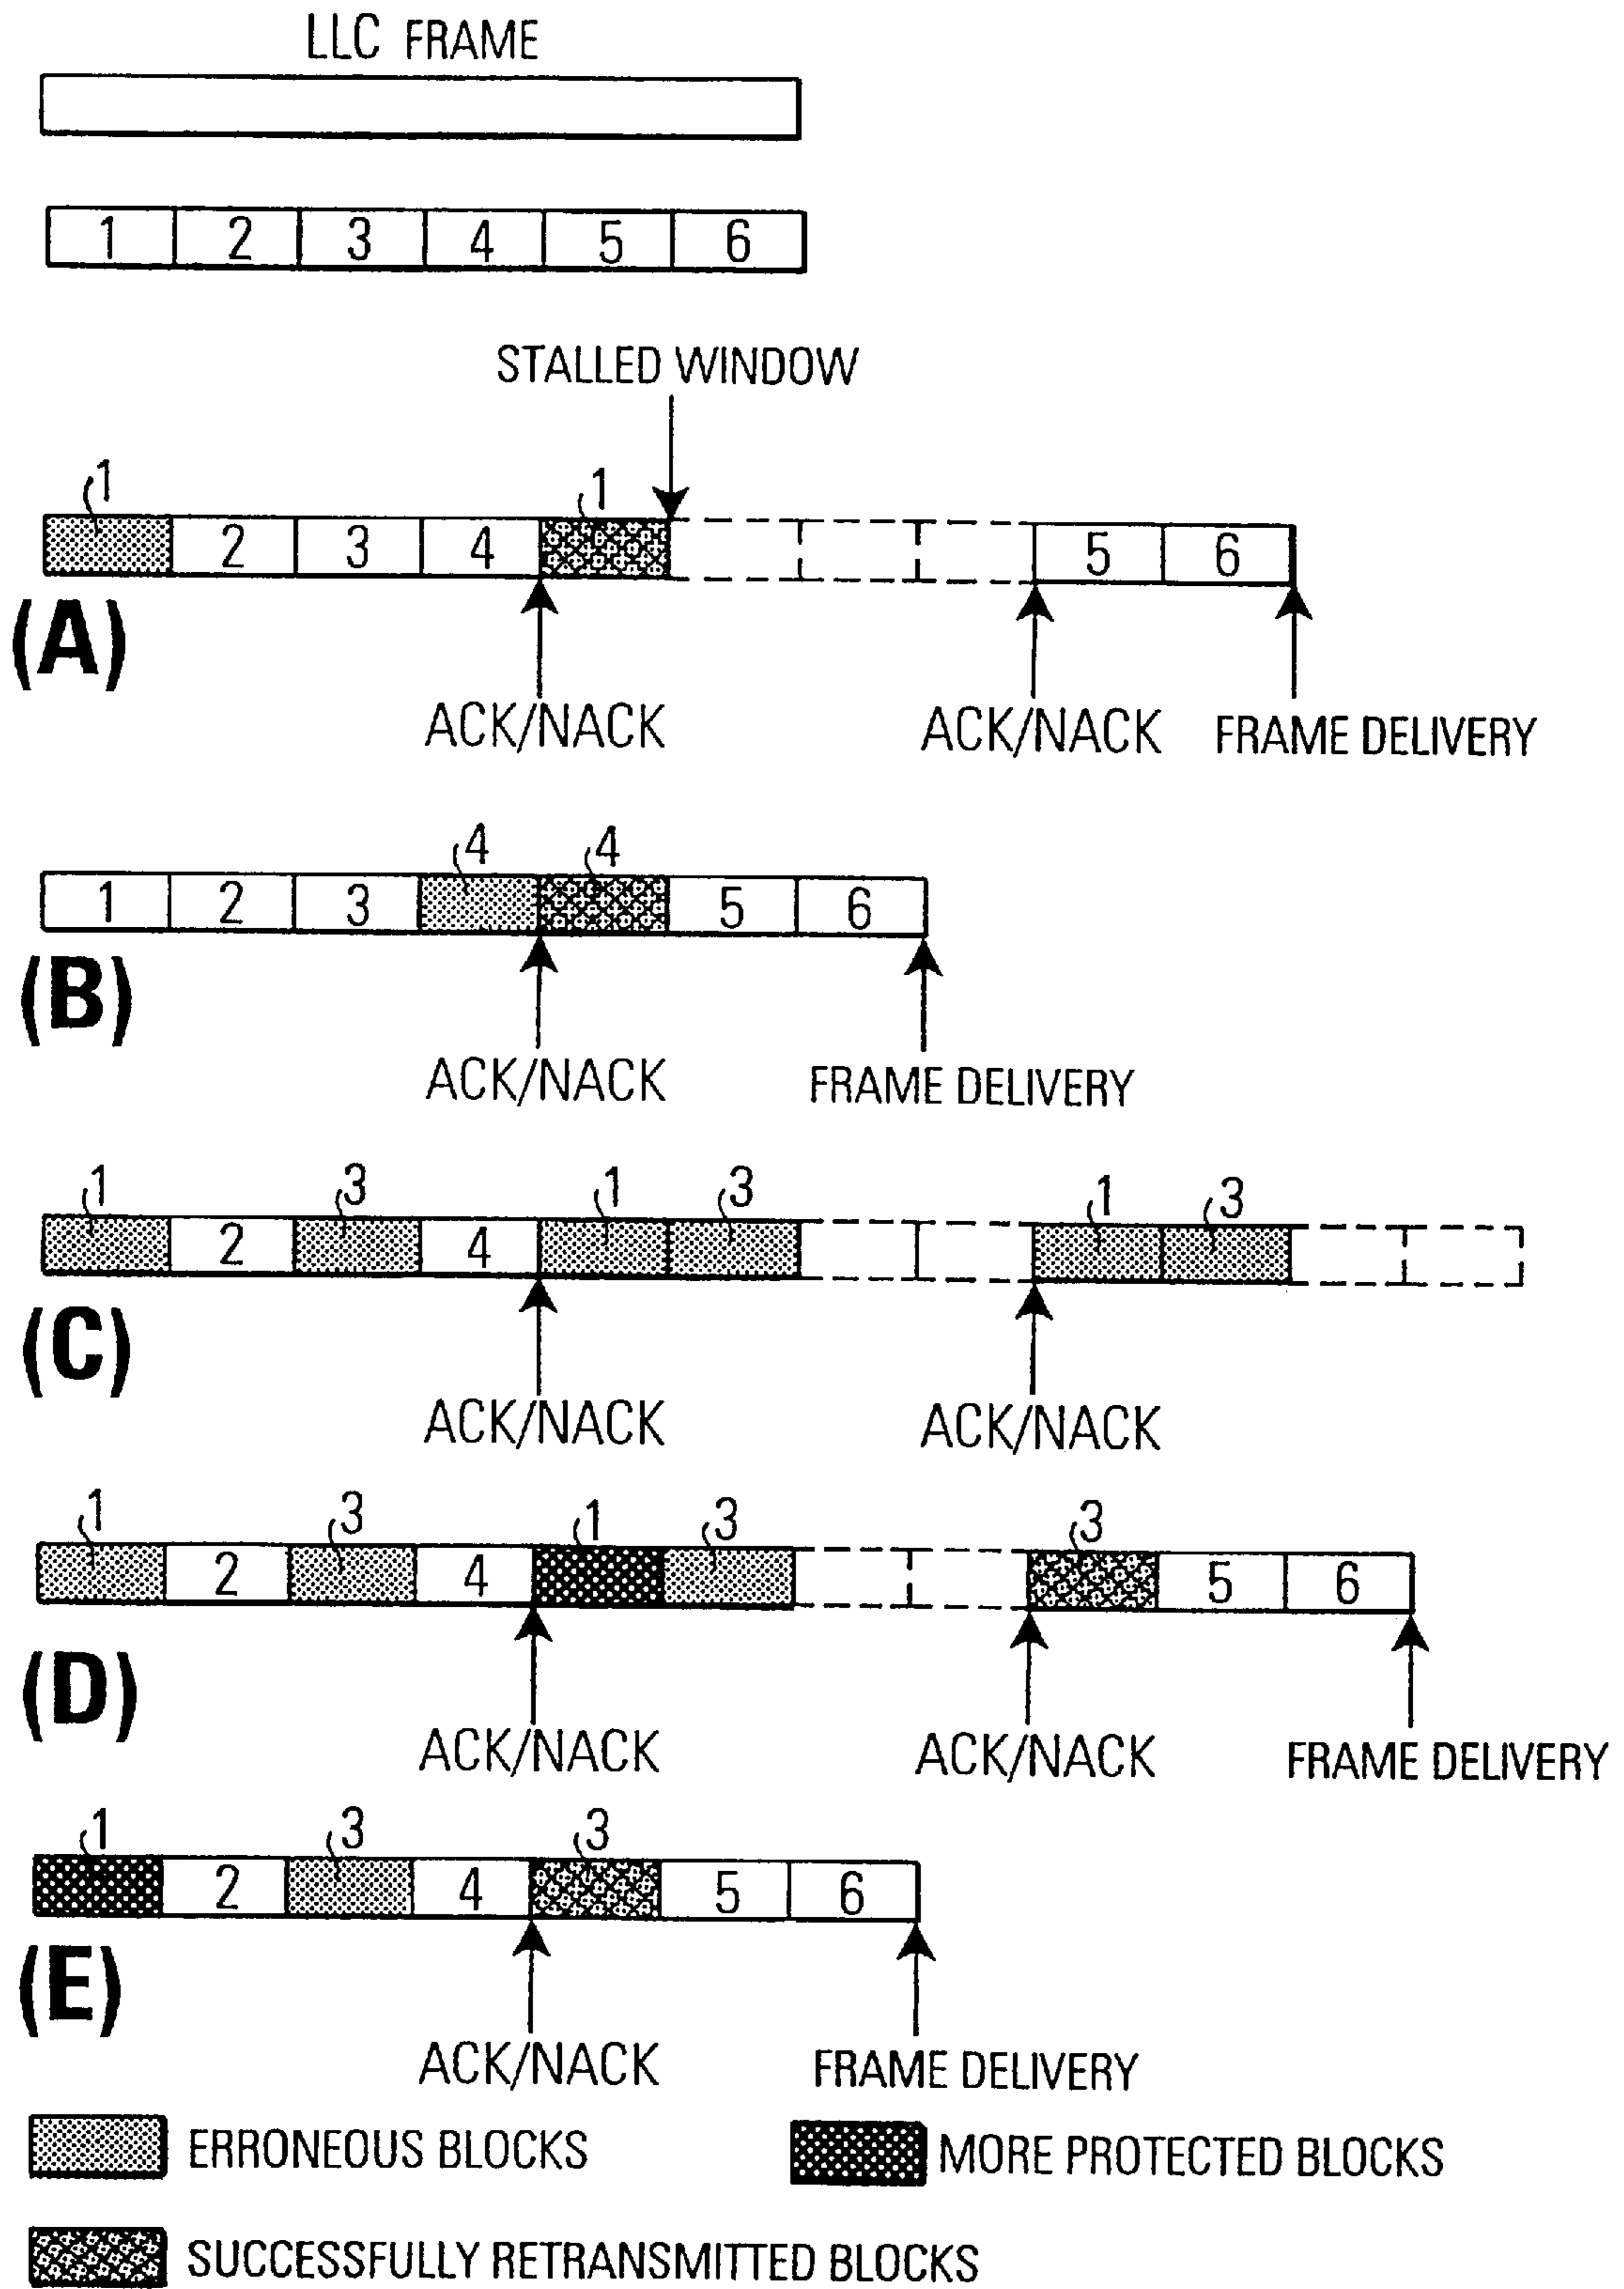 LLC FRAME
1 2 3 4 5 6
STALLED WINDOW
1 1
2 3 4 5 6
(A)
ACK/NACK ACK/NACK FRAME DELIVERY
4 4
1 2 3 5 6
(B)
ACK/NACK FRAME DELIVERY
1 3 1 3 1 3
2 4
(C)
ACK/NACK ACK/NACK
1 3 1 3 3
2 4 5 6
(D)
ACK/NACK ACK/NACK FRAME DELIVERY
1 3 3
2 4 5 6
(E)
ACK/NACK FRAME DELIVERY
ERRONEOUS BLOCKS MORE PROTECTED BLOCKS
SUCCESSFULLY RETRANSMITTED BLOCKS